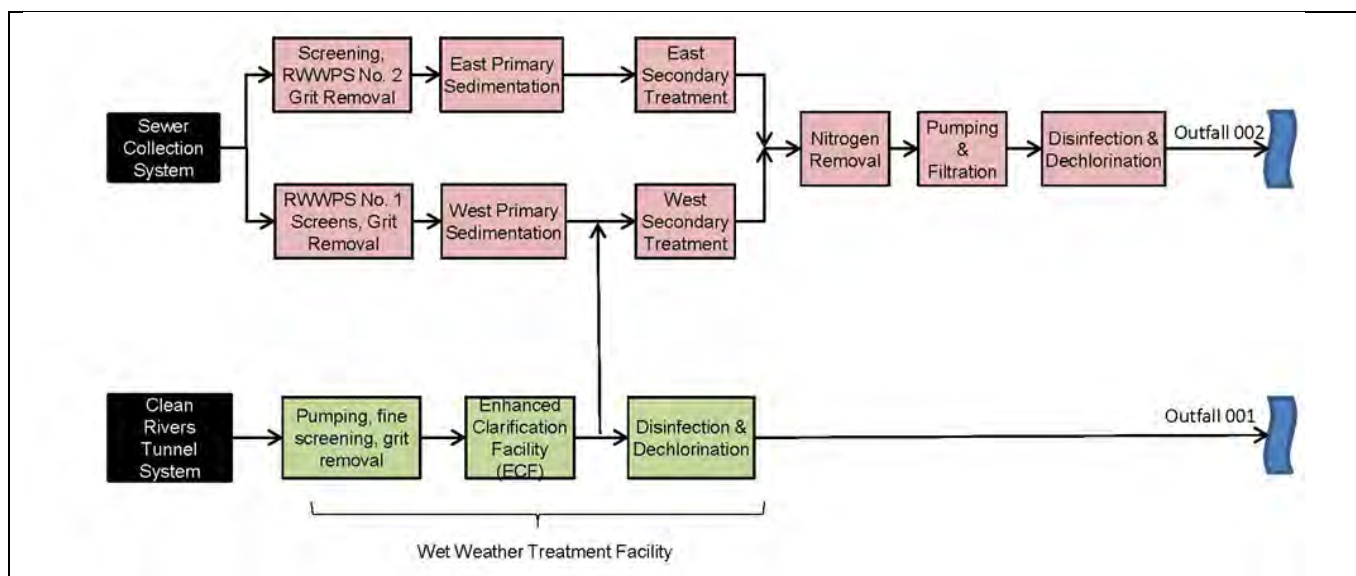 Screening,
RWWPS No. 2
Grit Removal
East Primary
Sedimentation
East
Secondary
Treatment
Sewer
Collection
System
Nitrogen
Removal
Pumping
&
Filtration
Disinfection &
Dechlorination
Outfall 002
RWWPS No. 1
Screens, Grit
Removal
West Primary
Sedimentation
West
Secondary
Treatment
Clean
Rivers
Tunnel
System
Pumping, fine
screening, grit
removal
Enhanced
Clarification
Facility
(ECF)
Disinfection &
Dechlorination
Outfall 001
Wet Weather Treatment Facility